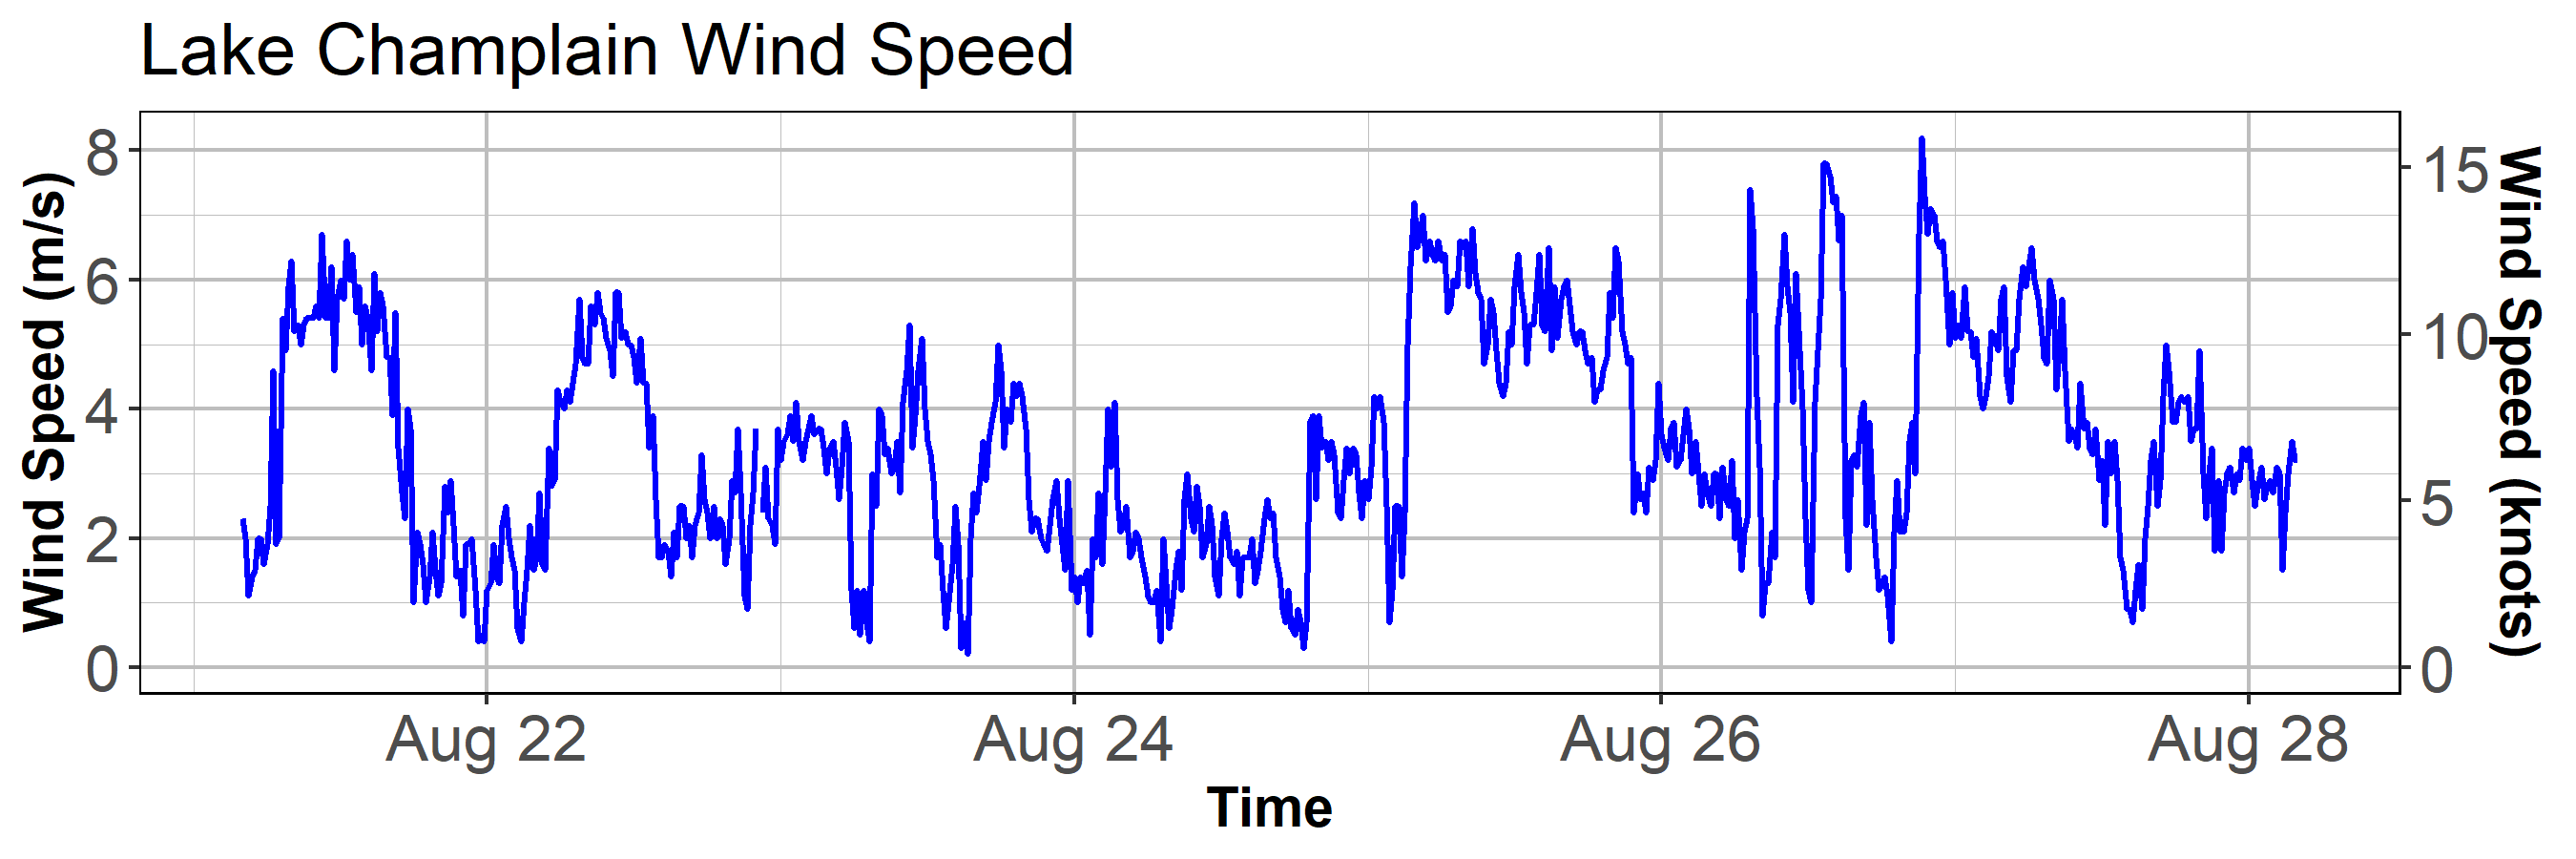 Lake Champlain Wind Speed
Wind Speed (m/s)
8
6
4
2
0
15
10
5
0
Wind Speed (knots)
Aug 22
Aug 24
Aug 26
Aug 28
Time